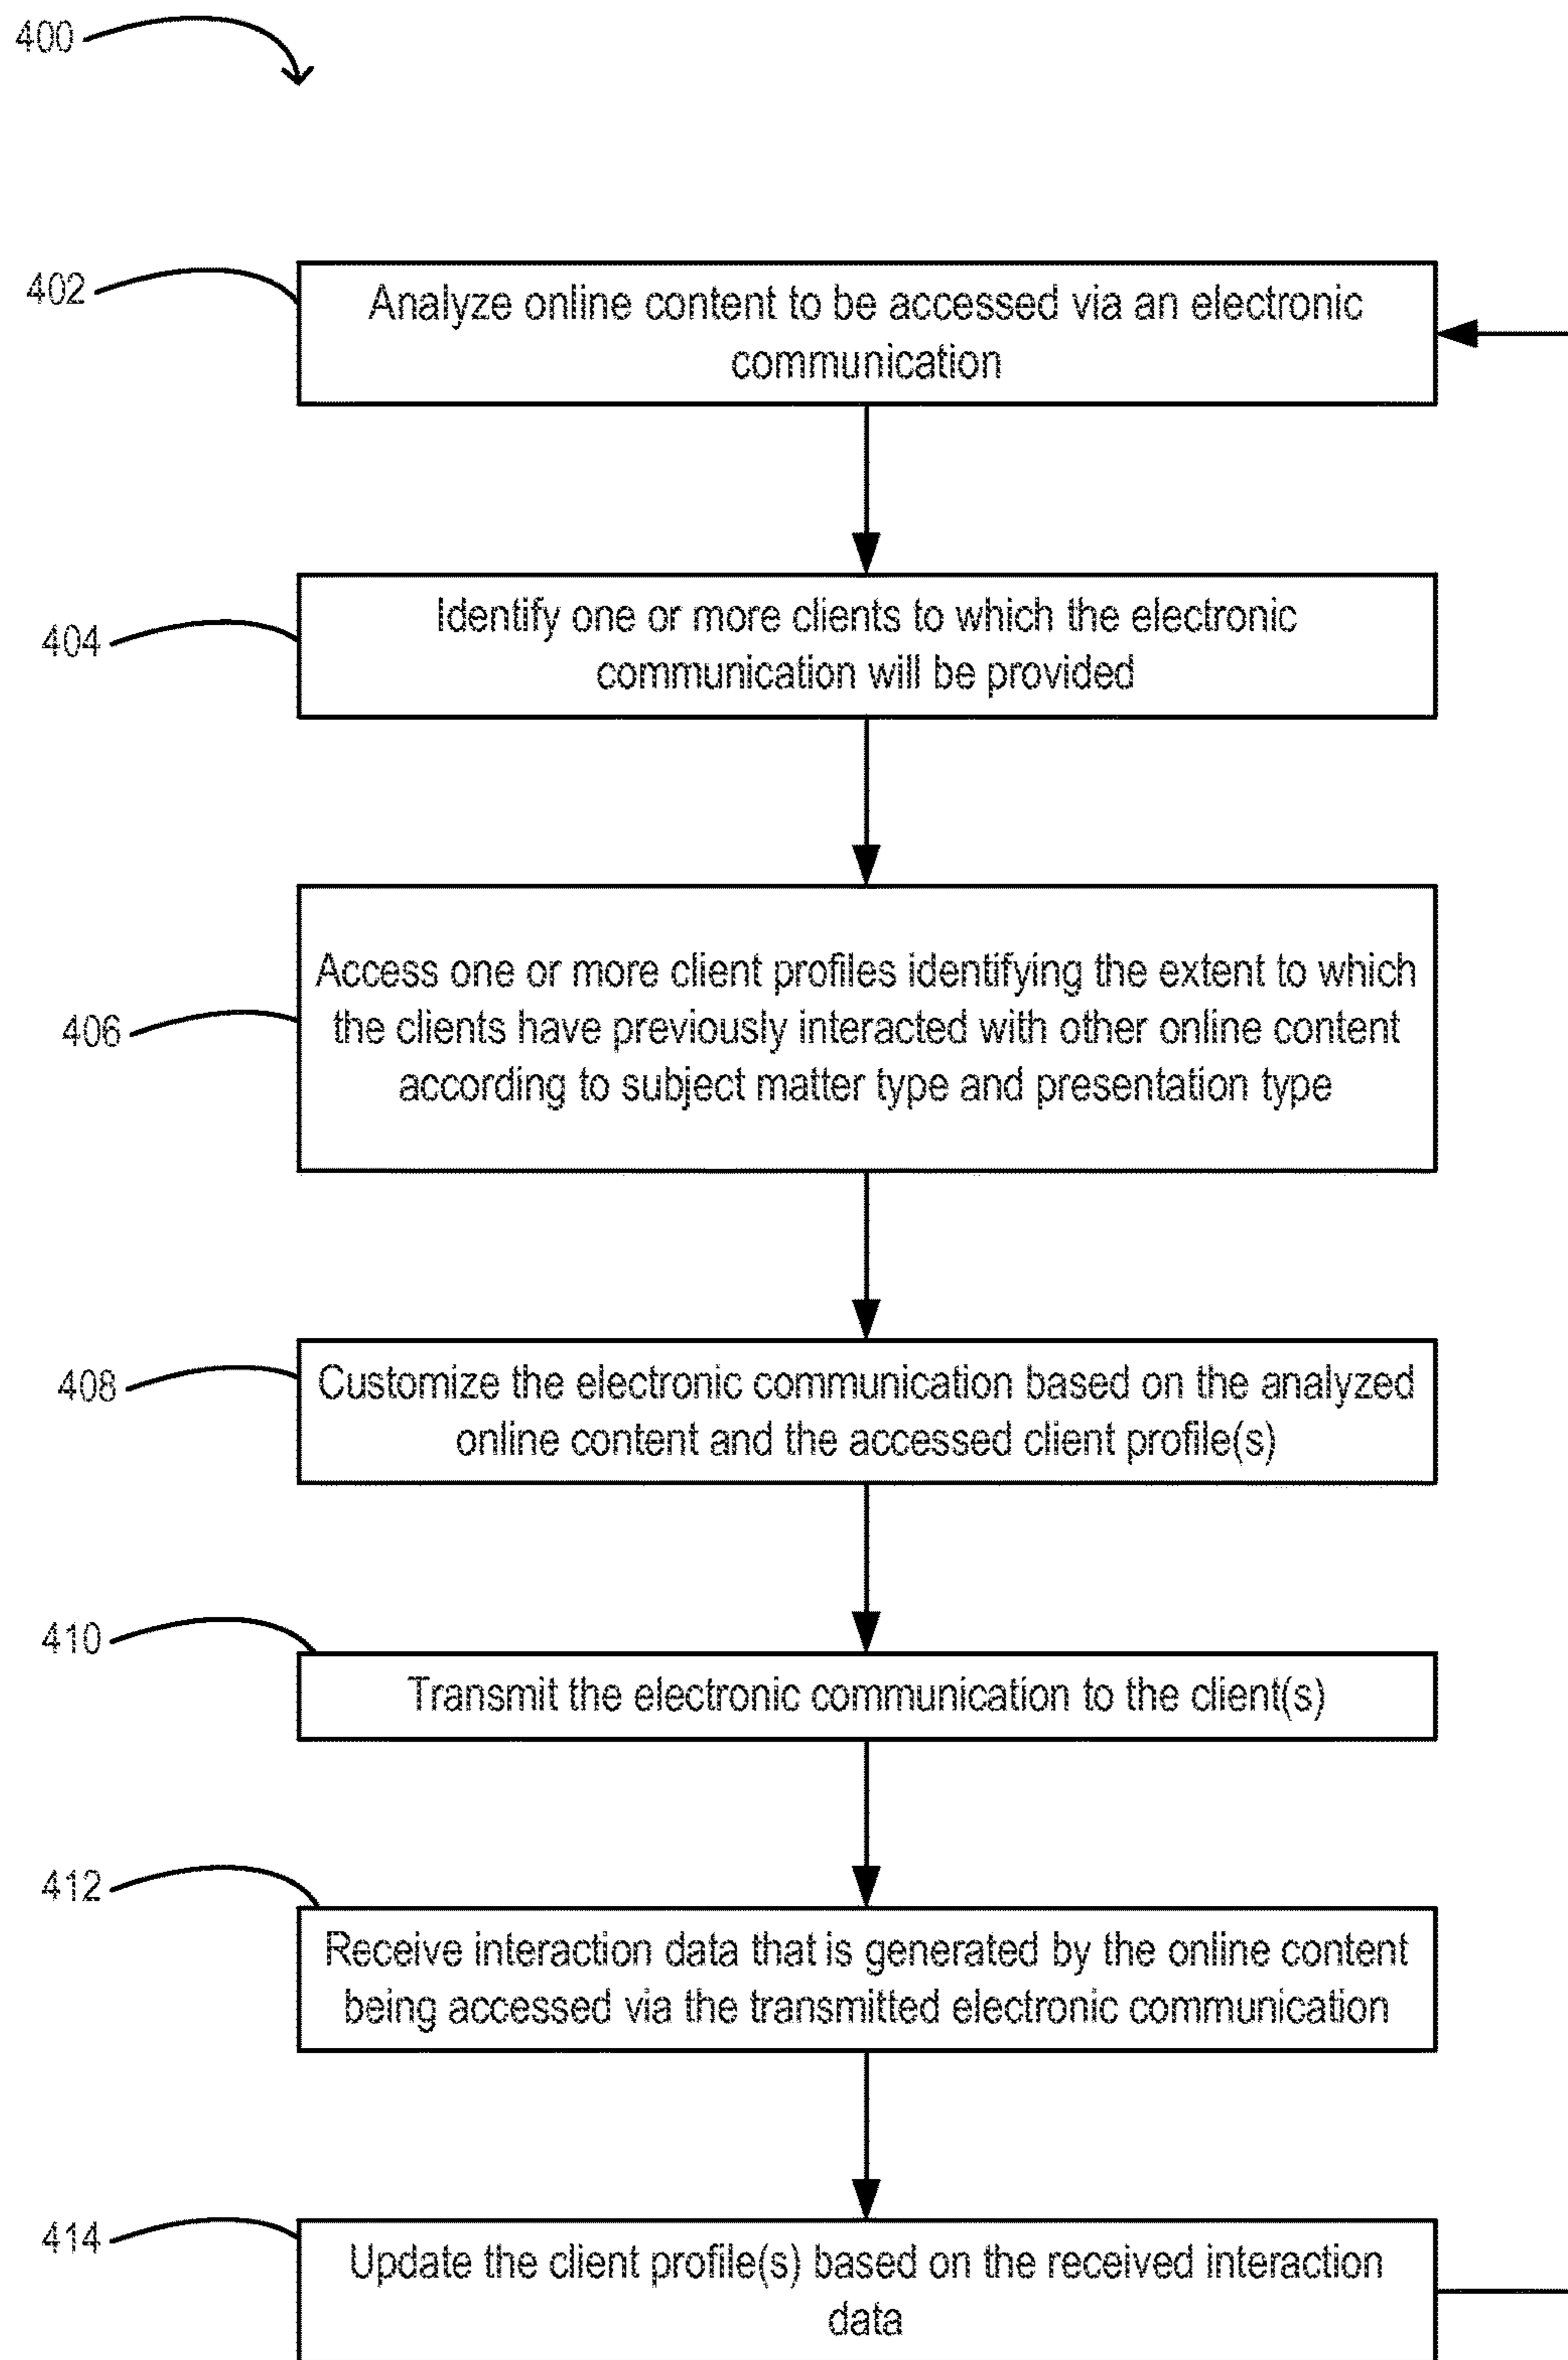 400
402
Analyze online content to be accessed via an electronic
communication
404
Identify one or more clients to which the electronic
communication will be provided
406
Access one or more client profiles identifying the extent to which
the clients have previously interacted with other online content
according to subject matter type and presentation type
408
Customize the electronic communication based on the analyzed
online content and the accessed client profile(s)
410
Transmit the electronic communication to the client(s)
412
Receive interaction data that is generated by the online content
being accessed via the transmitted electronic communication
414
Update the client profile(s) based on the received interaction
data